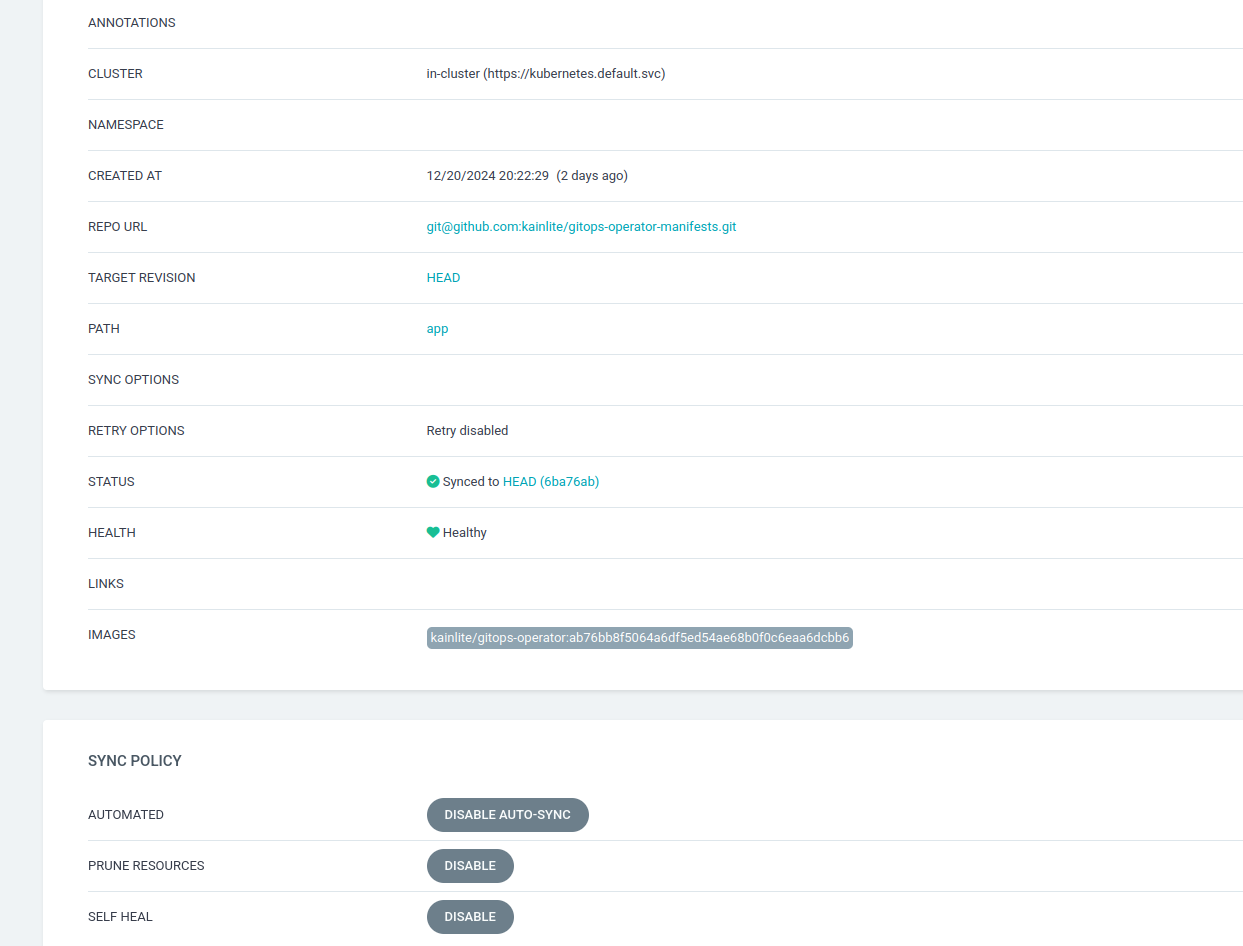 ANNOTATIONS
CLUSTER in-cluster (https://kubernetes.default.svc)
NAMESPACE
CREATED AT 12/20/2024 20:22:29 (2 days ago)
REPO URL git@github.com:kainlite/gitops-operator-manifests.git
TARGET REVISION HEAD
PATH app
SYNC OPTIONS
RETRY OPTIONS Retry disabled
STATUS Synced to HEAD (6ba76ab)
HEALTH Healthy
LINKS
IMAGES kainlite/gitops-operator:ab76bb8f5064a6df5ed54ae68b0f0c6eaa6dcbb6
SYNC POLICY
AUTOMATED DISABLE AUTO-SYNC
PRUNE RESOURCES DISABLE
SELF HEAL DISABLE